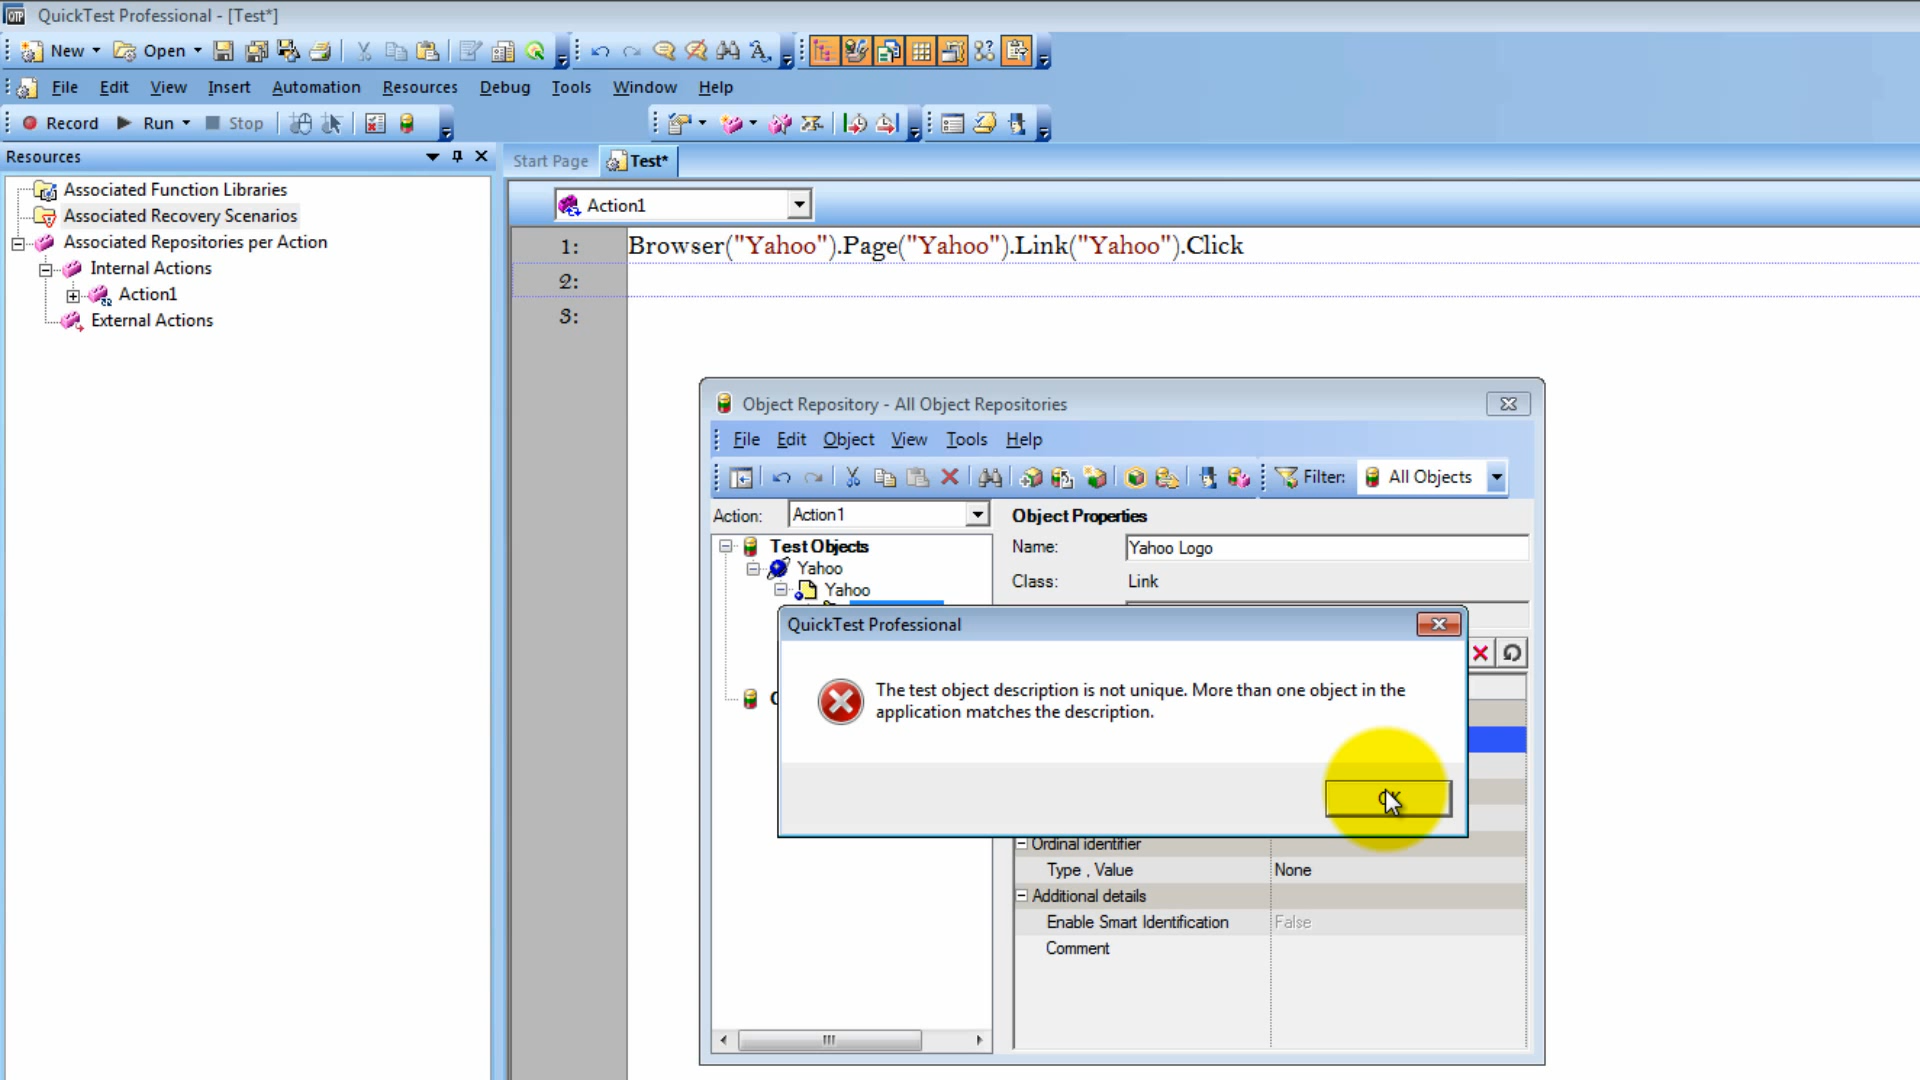 QTP QuickTest Professional - [Test*]
New Open
File Edit View Insert Automation Resources Debug Tools Window Help
Record Run Stop
Resources
Associated Function Libraries
Associated Recovery Scenarios
Associated Repositories per Action
Internal Actions
Action1
External Actions
Start Page Test*
Action1
1: Browser("Yahoo").Page("Yahoo").Link("Yahoo").Click
2:
3:
Object Repository - All Object Repositories
File Edit Object View Tools Help
Filter: All Objects
Action: Action1
Test Objects
Yahoo
Yahoo
Object Properties
Name: Yahoo Logo
Class: Link
QuickTest Professional
The test object description is not unique. More than one object in the
application matches the description.
OK
Ordinal identifier
Type , Value None
Additional details
Enable Smart Identification False
Comment